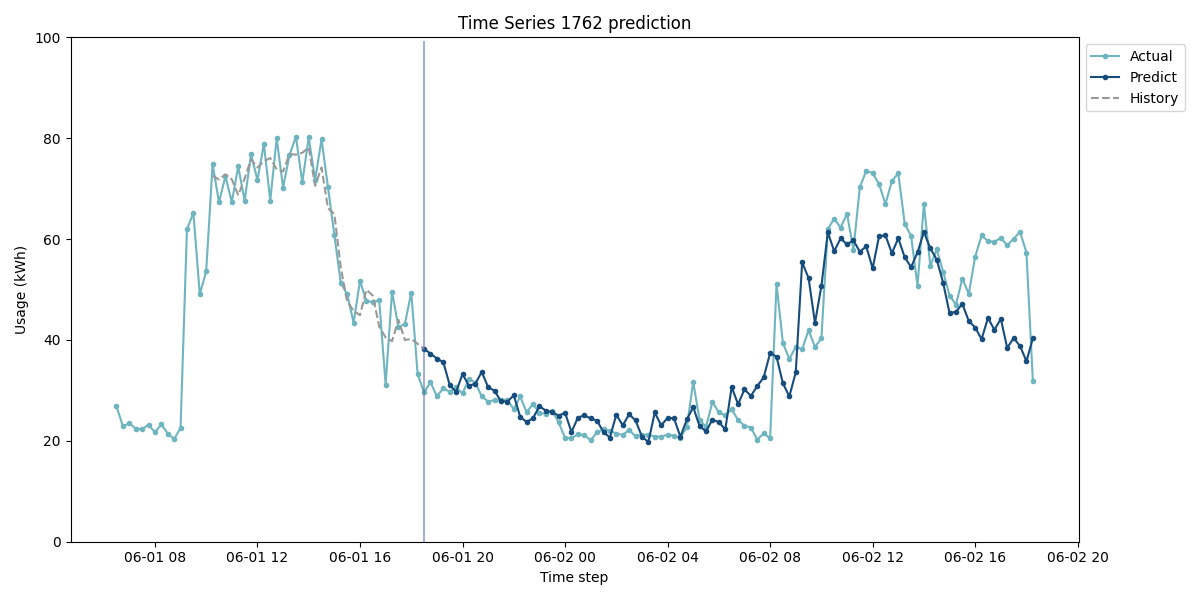 Time Series 1762 prediction
100
80
60
40
20
0
Usage (kWh)
06-01 08
06-01 12
06-01 16
06-01 20
06-02 00
06-02 04
06-02 08
06-02 12
06-02 16
06-02 20
Time step
Actual
Predict
History